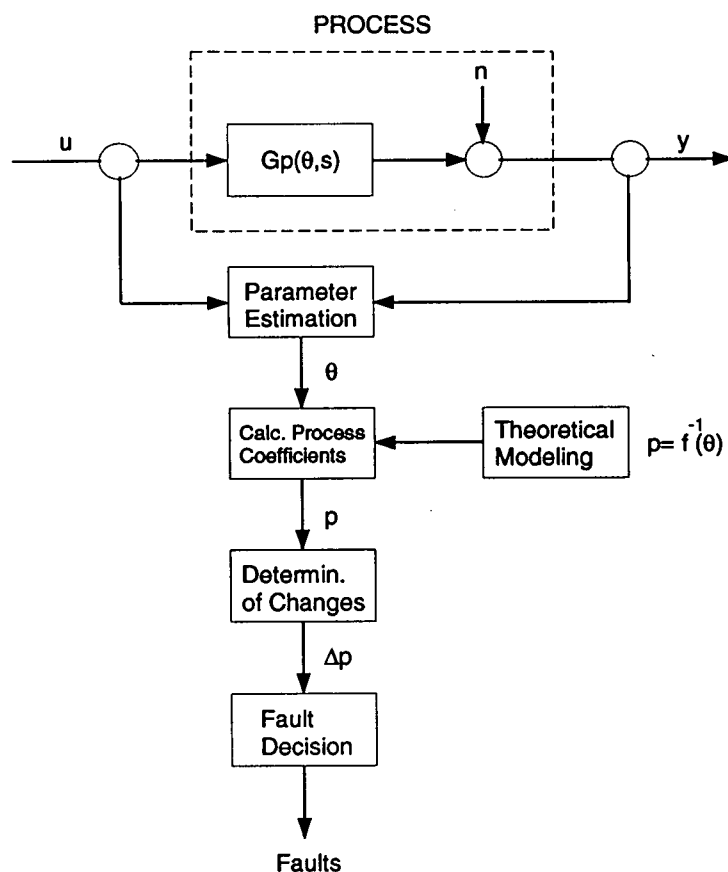 PROCESS
n
u
Gp(θ,s)
y
Parameter
Estimation
θ
Calc. Process
Coefficients
Theoretical
Modeling
p= f⁻¹(θ)
p
Determin.
of Changes
Δp
Fault
Decision
Faults